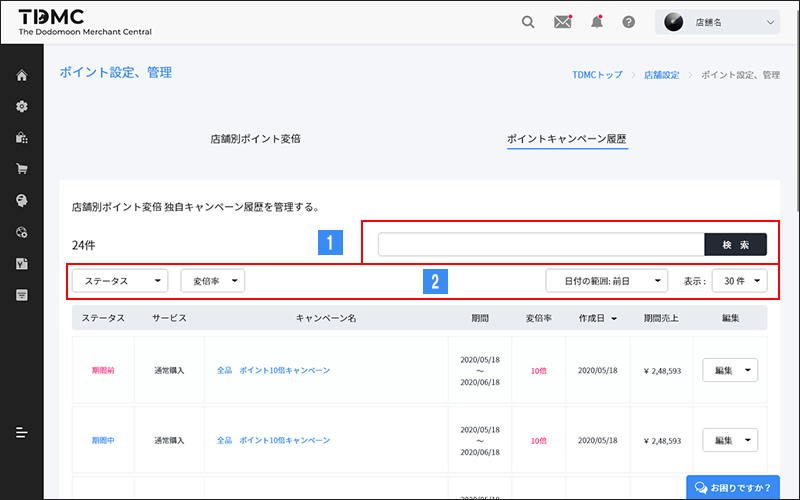 TDMC
The Dodomoon Merchant Central
店舗名
ポイント設定、管理
TDMCトップ
店舗設定
ポイント設定、管理
店舗別ポイント変倍
ポイントキャンペーン履歴
店舗別ポイント変倍 独自キャンペーン履歴を管理する。
24件
1
検 索
ステータス
変倍率
2
日付の範囲: 前日
表示 :
30 件
ステータス サービス キャンペーン名 期間 変倍率 作成日 期間売上 編集
期間前
通常購入
全品 ポイント10倍キャンペーン
2020/05/18
～
2020/06/18
10倍
2020/05/18
¥ 2,48,593
編集
期間中
通常購入
全品 ポイント10倍キャンペーン
2020/05/18
～
2020/06/18
10倍
2020/05/18
¥ 2,48,593
編集
お困りですか？